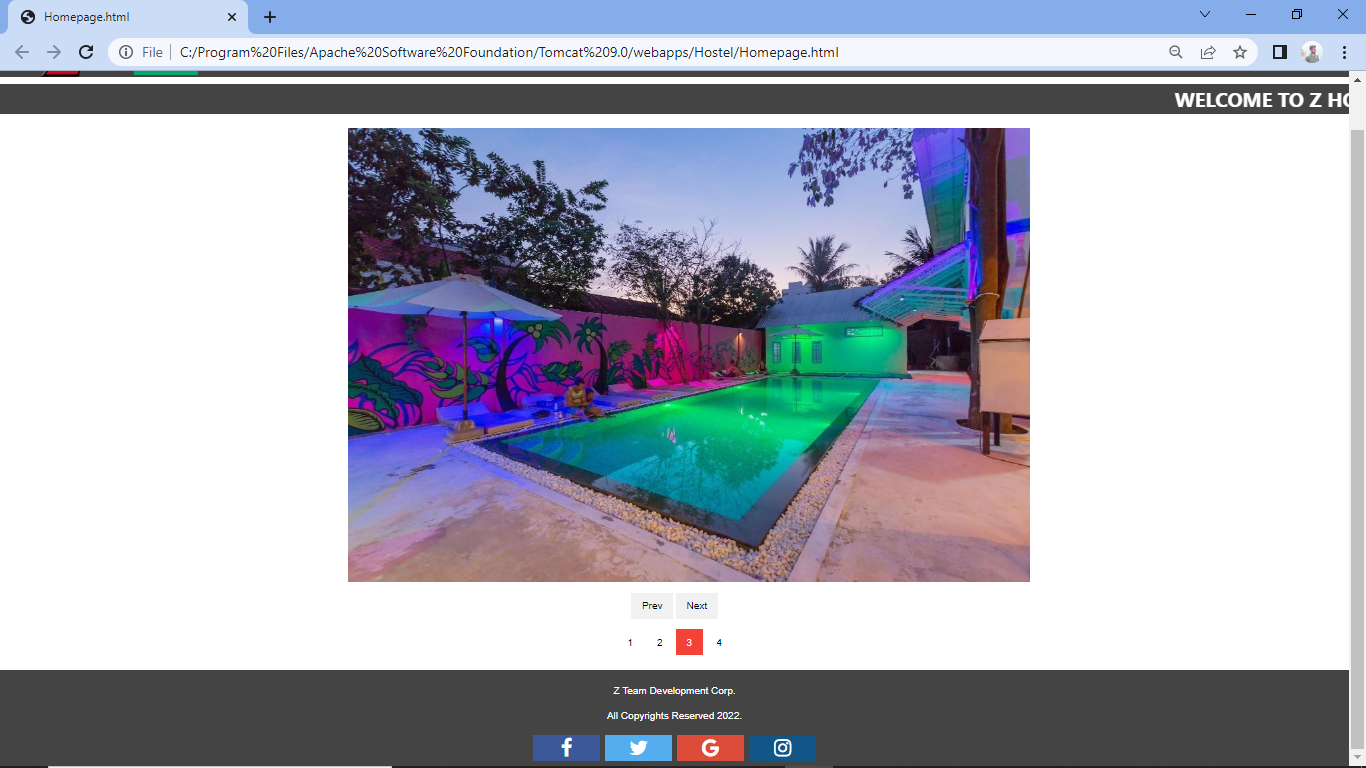 Homepage.html
File
C:/Program%20Files/Apache%20Software%20Foundation/Tomcat%209.0/webapps/Hostel/Homepage.html
WELCOME TO Z HO
Prev Next
1 2 3 4
Z Team Development Corp.
All Copyrights Reserved 2022.